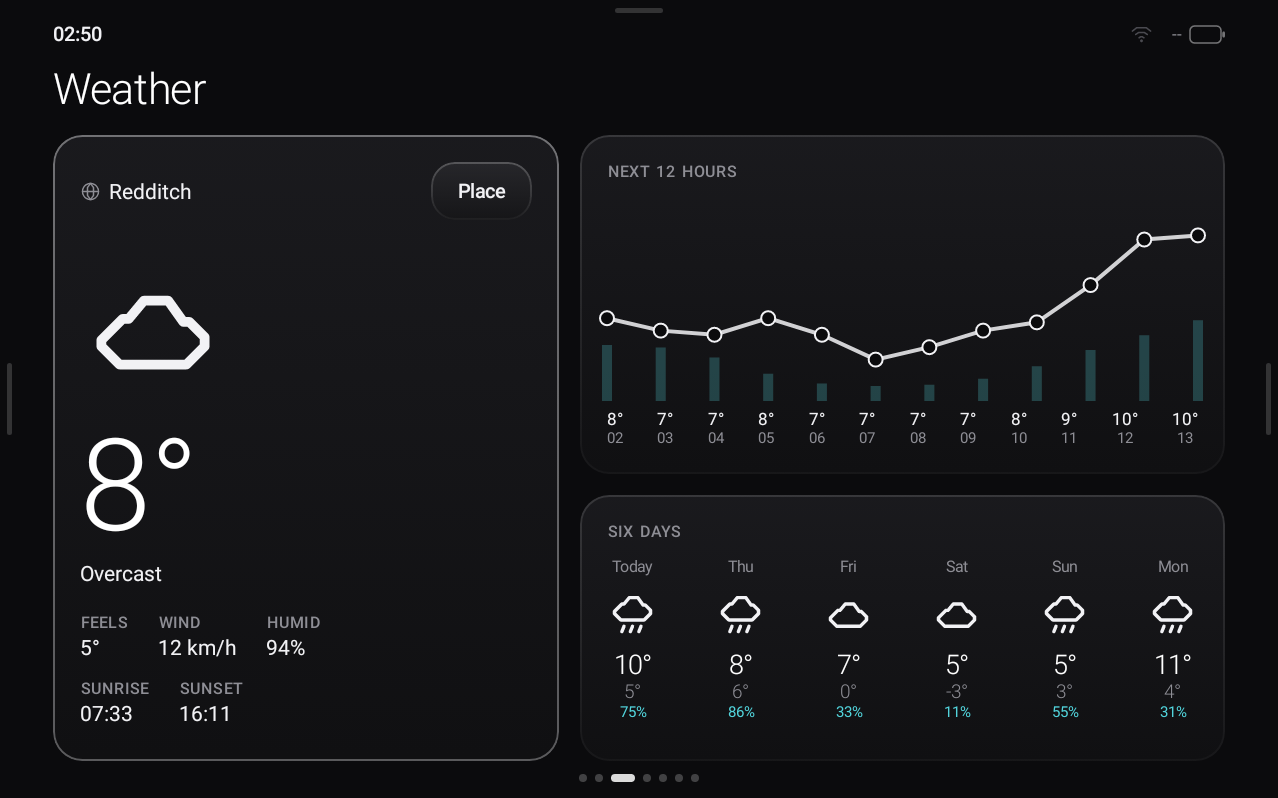 02:50
--
Weather
Redditch
Place
8°
Overcast
FEELS WIND HUMID
5° 12 km/h 94%
SUNRISE SUNSET
07:33 16:11
NEXT 12 HOURS
8° 7° 7° 8° 7° 7° 7° 7° 8° 9° 10° 10°
02 03 04 05 06 07 08 09 10 11 12 13
SIX DAYS
Today Thu Fri Sat Sun Mon
10° 8° 7° 5° 5° 11°
5° 6° 0° -3° 3° 4°
75% 86% 33% 11% 55% 31%